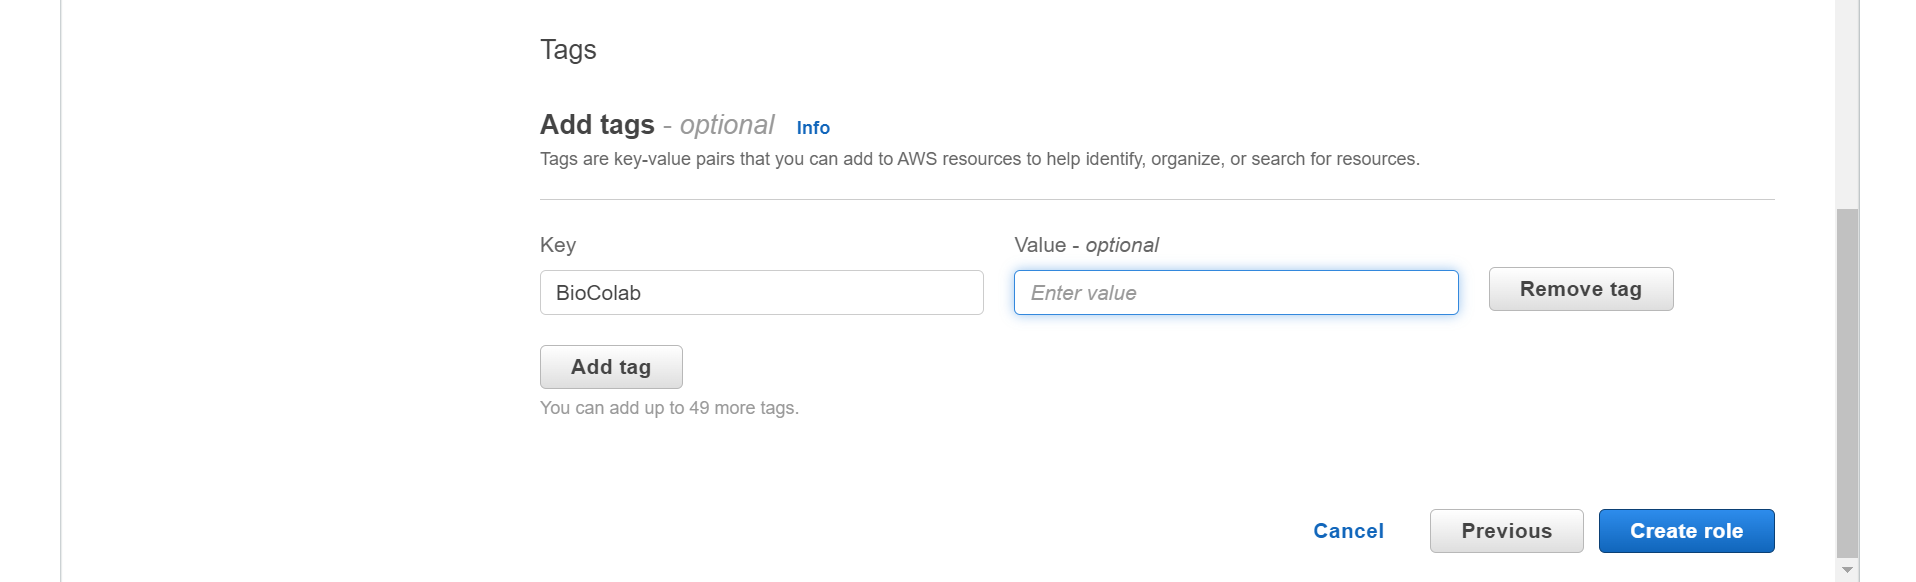 Tags
Add tags - optional Info
Tags are key-value pairs that you can add to AWS resources to help identify, organize, or search for resources.
Key Value - optional
BioColab Enter value Remove tag
Add tag
You can add up to 49 more tags.
Cancel Previous Create role